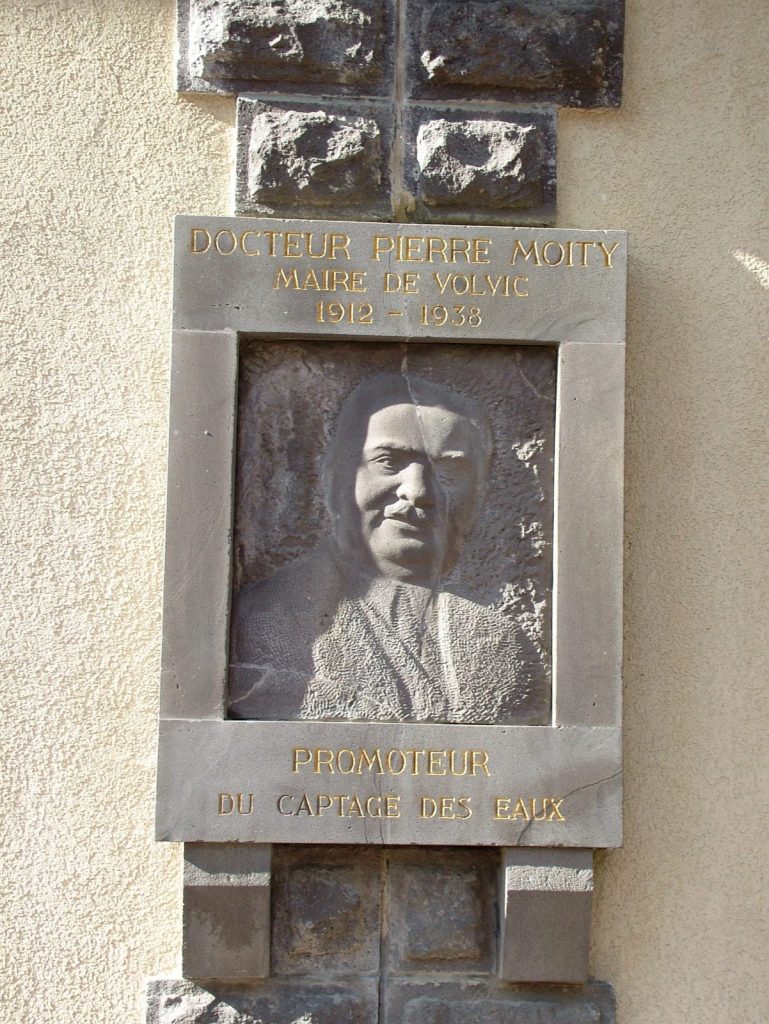 DOCTEUR PIERRE MOITY
MAIRE DE VOLVIC
1912 - 1938
PROMOTEUR
DU CAPTAGE DES EAUX